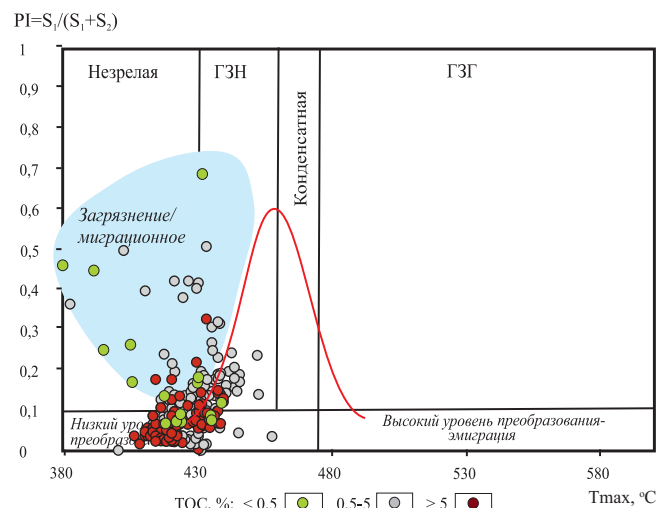 PI=S₁/(S₁+S₂)
1
0,9
0,8
0,7
0,6
0,5
0,4
0,3
0,2
0,1
0
Незрелая
ГЗН
Конденсатная
ГЗГ
Загрязнение/
миграционное
Низкий
Высокий уровень преобразования-
эмиграция
380
430
480
530
580
Tmax, °C
TOC, %: < 0.5
0.5-5
> 5